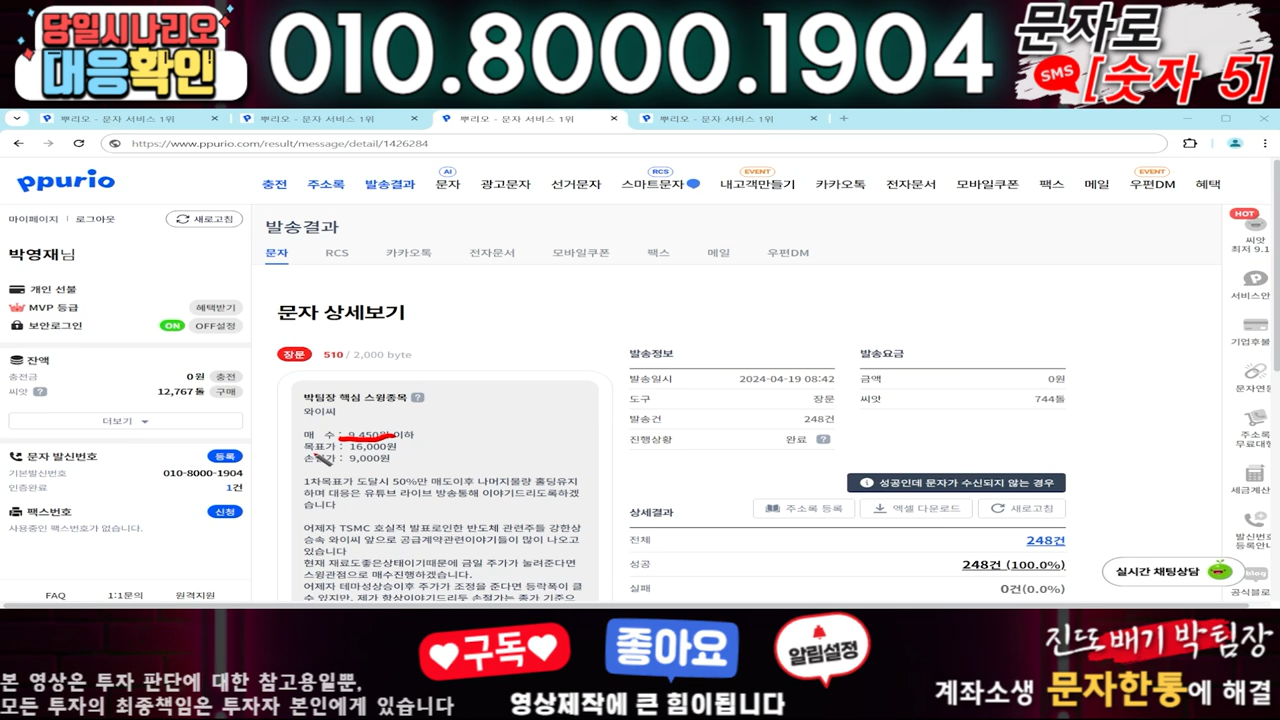 당일시나리오
대응확인
010.8000.1904
문자로
SMS [숫자 5]
뿌리오 - 문자 서비스 1위
뿌리오 - 문자 서비스 1위
뿌리오 - 문자 서비스 1위
뿌리오 - 문자 서비스 1위
https://www.ppurio.com/result/message/detail/1426284
AI
RCS
EVENT
EVENT
ppurio
충전 주소록 발송결과 문자 광고문자 선거문자 스마트문자 내고객만들기 카카오톡 전자문서 모바일쿠폰 팩스 메일 우편DM 혜택
마이페이지 | 로그아웃
새로고침
박영재님
개인 선불
MVP 등급 혜택받기
보안로그인 ON OFF설정
잔액
충전금 0원 충전
씨앗 ? 12,767톨 구매
더보기
문자 발신번호 등록
기본발신번호 010-8000-1904
인증완료 1건
팩스번호 신청
사용중인 팩스번호가 없습니다.
FAQ 1:1문의 원격지원
발송결과
문자 RCS 카카오톡 전자문서 모바일쿠폰 팩스 메일 우편DM
문자 상세보기
장문 510 / 2,000 byte
박팀장 핵심 스윙종목 ?
와이씨
매 수 : 9,450원 이하
목표가 : 16,000원
손절가 : 9,000원
1차목표가 도달시 50%만 매도이후 나머지물량 홀딩유지
하며 대응은 유튜브 라이브 방송통해 이야기드리도록하겠
습니다
어제자 TSMC 호실적 발표로인한 반도체 관련주들 강한상
승속 와이씨 앞으로 공급계약관련이야기들이 많이 나오고
있습니다
현재 재료도좋은상태이기때문에 금일 주가가 눌려준다면
스윙관점으로 매수진행하겠습니다.
어제자 테마성상승이후 주가가 조정을 준다면 등락폭이 클
수 있지만, 제가 항상이야기드리듯 손절가는 종가 기준으
발송정보
발송일시 2024-04-19 08:42
도구 장문
발송건 248건
진행상황 완료 ?
발송요금
금액 0원
씨앗 744톨
성공인데 문자가 수신되지 않는 경우
상세결과
주소록 등록
엑셀 다운로드
새로고침
전체 248건
성공 248건 (100.0%)
실패 0건(0.0%)
HOT
씨앗
최저 9.1
서비스안
기업후불
문자연동
주소록
무료대행
세금계산
발신번호
등록안내
blog
공식블로
실시간 채팅상담
본 영상은 투자 판단에 대한 참고용일뿐,
모든 투자의 최종책임은 투자자 본인에게 있습니다
구독
좋아요
알림설정
영상제작에 큰 힘이됩니다
진또배기 박팀장
계좌소생 문자한통에 해결